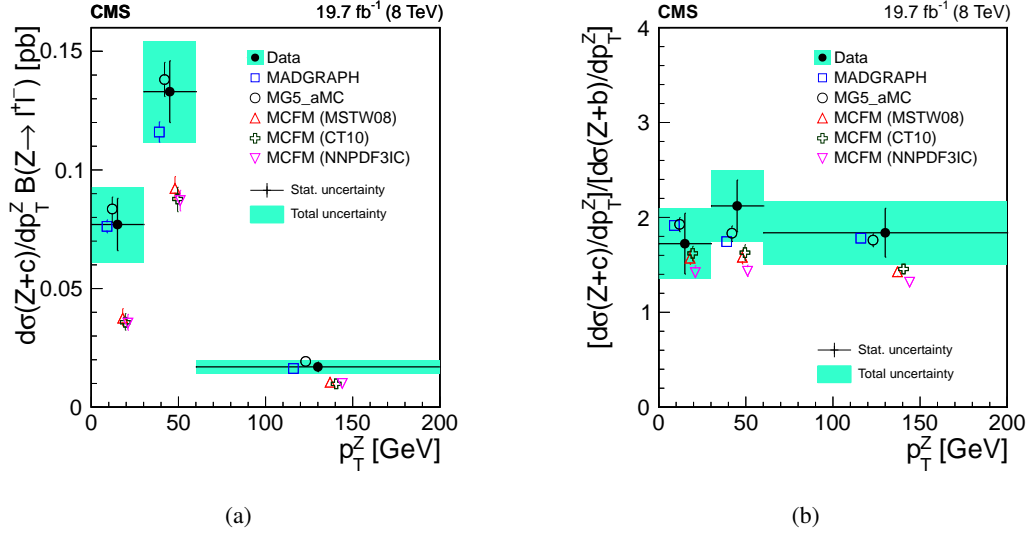 CMS 19.7 fb⁻¹ (8 TeV)
dσ(Z+c)/dp_T^Z B(Z→ l⁺l⁻) [pb]
0.15
0.1
0.05
0
Data
MADGRAPH
MG5_aMC
MCFM (MSTW08)
MCFM (CT10)
MCFM (NNPDF3IC)
Stat. uncertainty
Total uncertainty
0 50 100 150 200
p_T^Z [GeV]
(a)
CMS 19.7 fb⁻¹ (8 TeV)
[dσ(Z+c)/dp_T^Z]/[dσ(Z+b)/dp_T^Z]
4
3
2
1
0
Data
MADGRAPH
MG5_aMC
MCFM (MSTW08)
MCFM (CT10)
MCFM (NNPDF3IC)
Stat. uncertainty
Total uncertainty
0 50 100 150 200
p_T^Z [GeV]
(b)